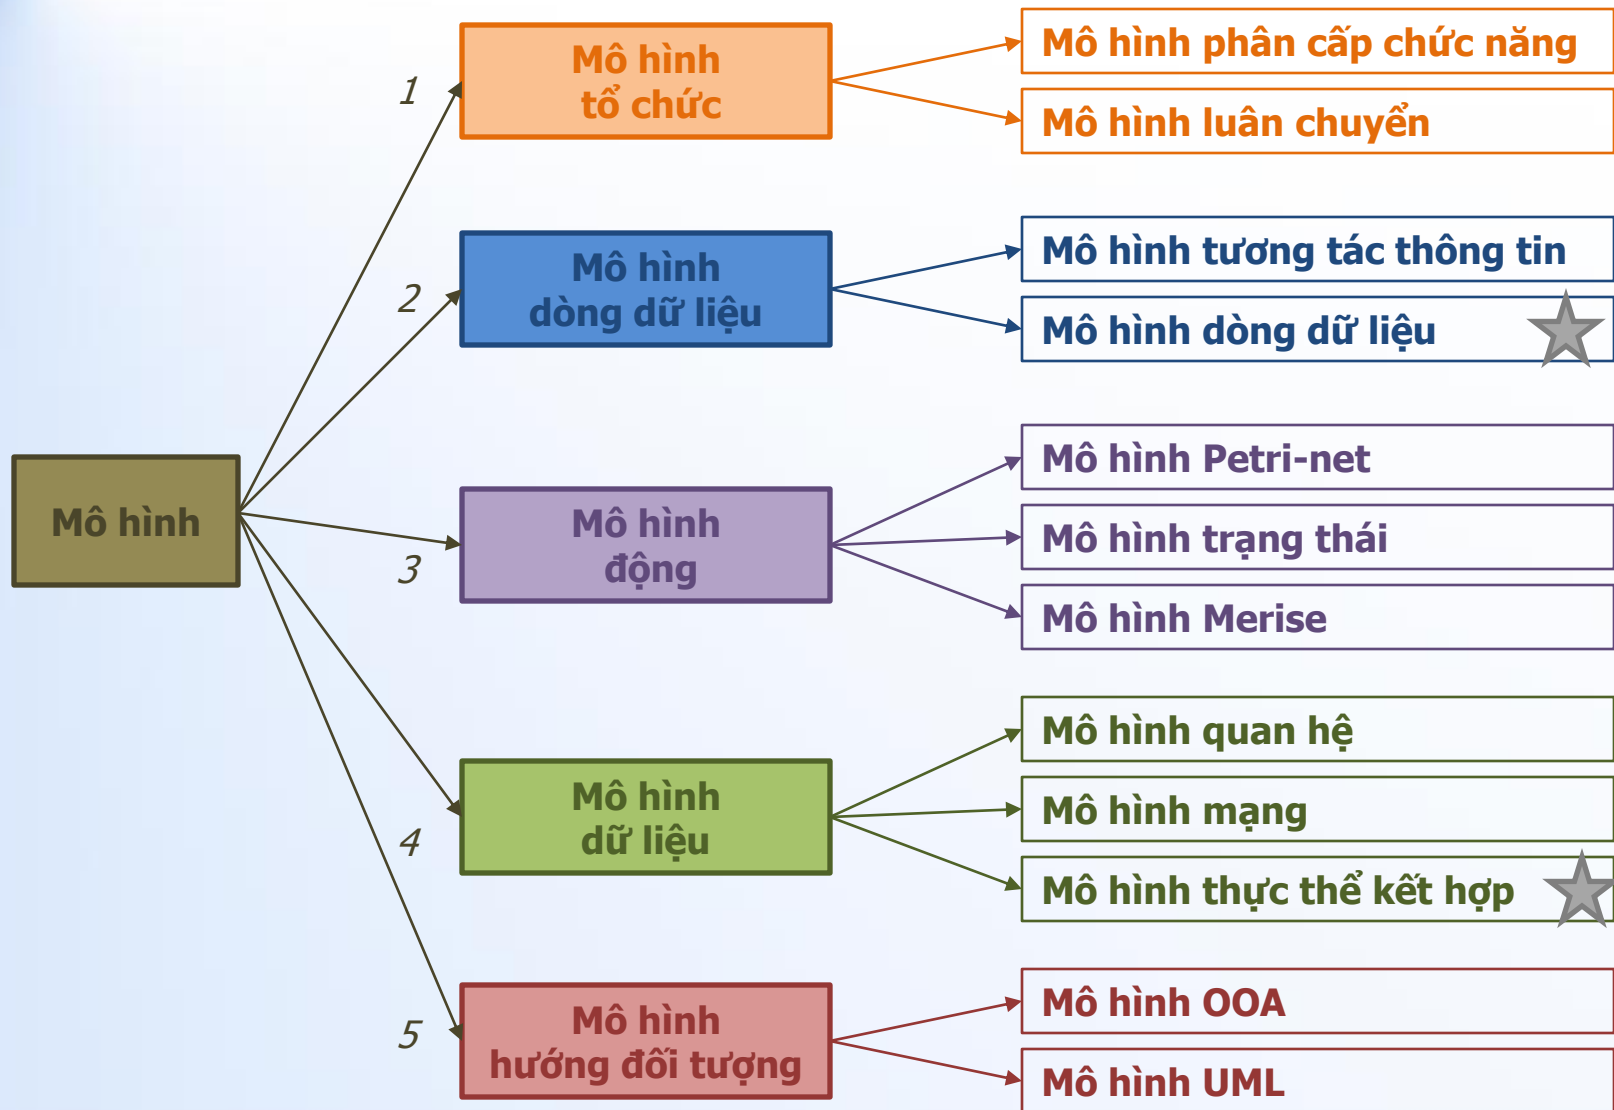 Mô hình
1
Mô hình
tổ chức
Mô hình phân cấp chức năng
Mô hình luân chuyển
2
Mô hình
dòng dữ liệu
Mô hình tương tác thông tin
Mô hình dòng dữ liệu
3
Mô hình
động
Mô hình Petri-net
Mô hình trạng thái
Mô hình Merise
4
Mô hình
dữ liệu
Mô hình quan hệ
Mô hình mạng
Mô hình thực thể kết hợp
5
Mô hình
hướng đối tượng
Mô hình OOA
Mô hình UML